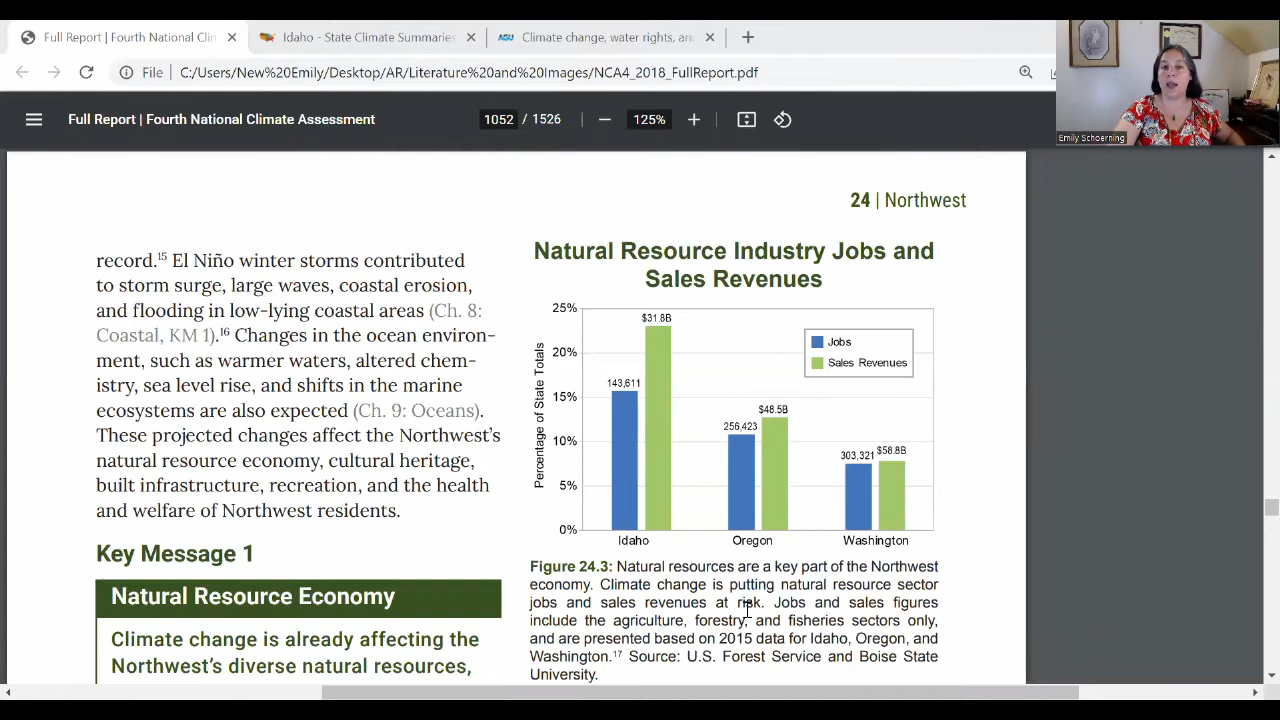 Full Report | Fourth National Clin
Idaho - State Climate Summaries
AGU
Climate change, water rights, an
File
C:/Users/New%20Emily/Desktop/AR/Literature%20and%20Images/NCA4_2018_FullReport.pdf
Full Report | Fourth National Climate Assessment
1052 / 1526
125%
Emily Schoerning
24 | Northwest
record.15 El Niño winter storms contributed
to storm surge, large waves, coastal erosion,
and flooding in low-lying coastal areas (Ch. 8:
Coastal, KM 1).16 Changes in the ocean environ-
ment, such as warmer waters, altered chem-
istry, sea level rise, and shifts in the marine
ecosystems are also expected (Ch. 9: Oceans).
These projected changes affect the Northwest's
natural resource economy, cultural heritage,
built infrastructure, recreation, and the health
and welfare of Northwest residents.
Key Message 1
Natural Resource Economy
Climate change is already affecting the
Northwest's diverse natural resources,
Natural Resource Industry Jobs and
Sales Revenues
Percentage of State Totals
25%
20%
15%
10%
5%
0%
Jobs
Sales Revenues
143,611
$31.8B
256,423
$48.5B
303,321
$58.8B
Idaho
Oregon
Washington
Figure 24.3: Natural resources are a key part of the Northwest
economy. Climate change is putting natural resource sector
jobs and sales revenues at risk. Jobs and sales figures
include the agriculture, forestry, and fisheries sectors only,
and are presented based on 2015 data for Idaho, Oregon, and
Washington.17 Source: U.S. Forest Service and Boise State
University.